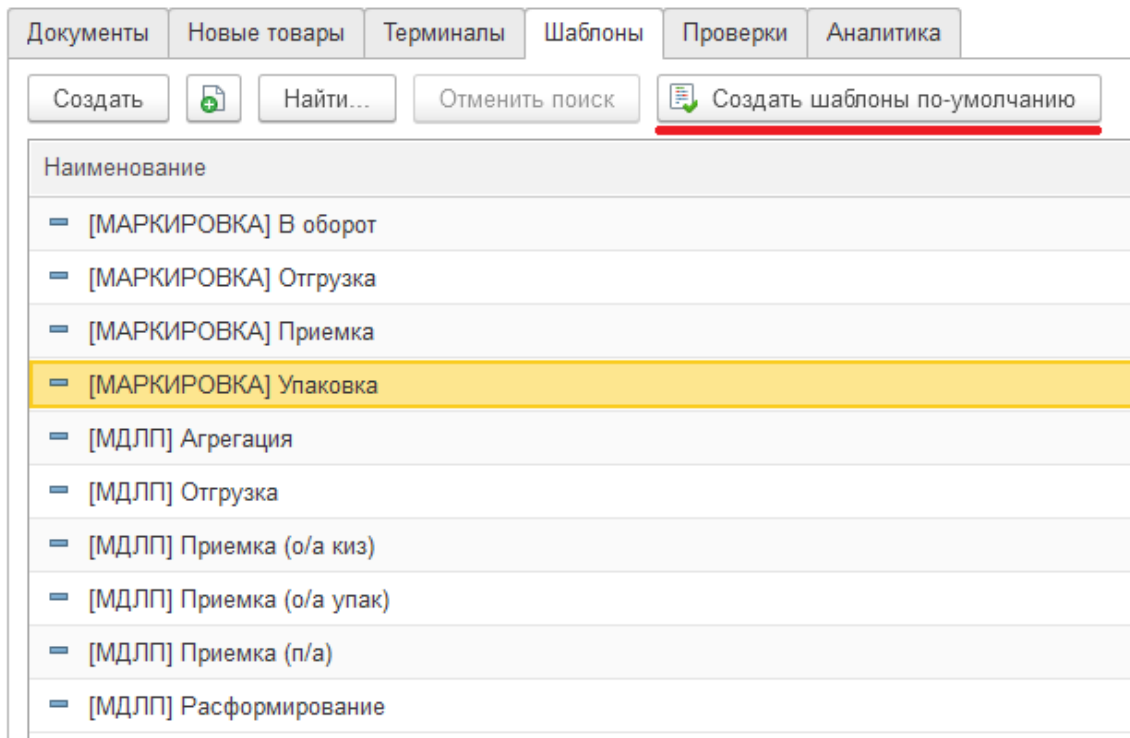 Документы Новые товары Терминалы Шаблоны Проверки Аналитика
Создать Найти... Отменить поиск Создать шаблоны по-умолчанию
Наименование
[МАРКИРОВКА] В оборот
[МАРКИРОВКА] Отгрузка
[МАРКИРОВКА] Приемка
[МАРКИРОВКА] Упаковка
[МДЛП] Агрегация
[МДЛП] Отгрузка
[МДЛП] Приемка (о/а киз)
[МДЛП] Приемка (о/а упак)
[МДЛП] Приемка (п/а)
[МДЛП] Расформирование